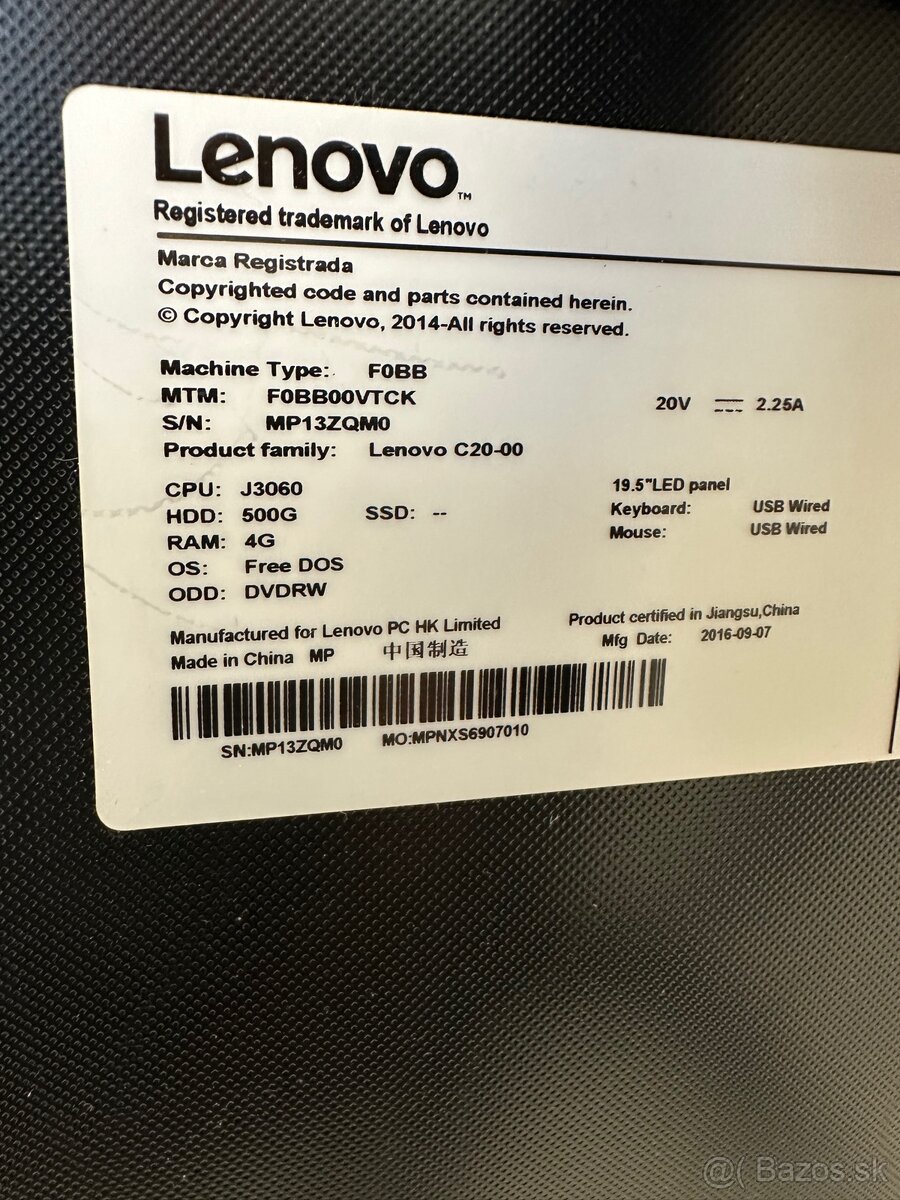 Lenovo™
Registered trademark of Lenovo
Marca Registrada
Copyrighted code and parts contained herein.
© Copyright Lenovo, 2014-All rights reserved.
Machine Type: F0BB
MTM: F0BB00VTCK
S/N: MP13ZQM0
20V ⎓ 2.25A
Product family: Lenovo C20-00
CPU: J3060
HDD: 500G SSD: --
RAM: 4G
OS: Free DOS
ODD: DVDRW
19.5"LED panel
Keyboard: USB Wired
Mouse: USB Wired
Manufactured for Lenovo PC HK Limited
Made in China MP 中国制造
Product certified in Jiangsu,China
Mfg Date: 2016-09-07
SN:MP13ZQM0 MO:MPNXS6907010
@( Bazos.sk